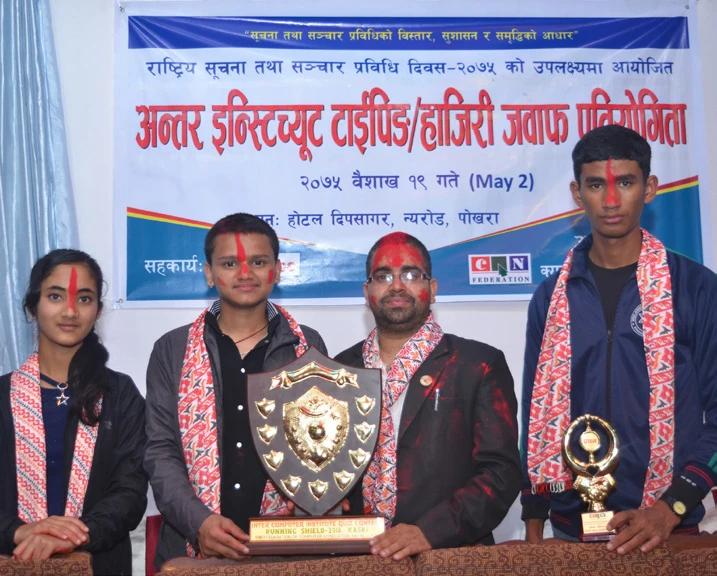 "सूचना तथा सञ्चार प्रविधिको विस्तार, सुशासन र समृद्धिको आधार"
राष्ट्रिय सूचना तथा सञ्चार प्रविधि दिवस-२०७५ को उपलक्ष्यमा आयोजित
अन्तर इन्स्टिच्यूट टाईपिङ/हाजिरी जवाफ प्रतियोगिता
२०७५ वैशाख १९ गते (May 2)
होटल दिपसागर, न्यूरोड, पोखरा
सहकार्य:
CAN
FEDERATION
INTER COMPUTER INSTITUTE QUIZ
RUNNING SHIELD KASKI